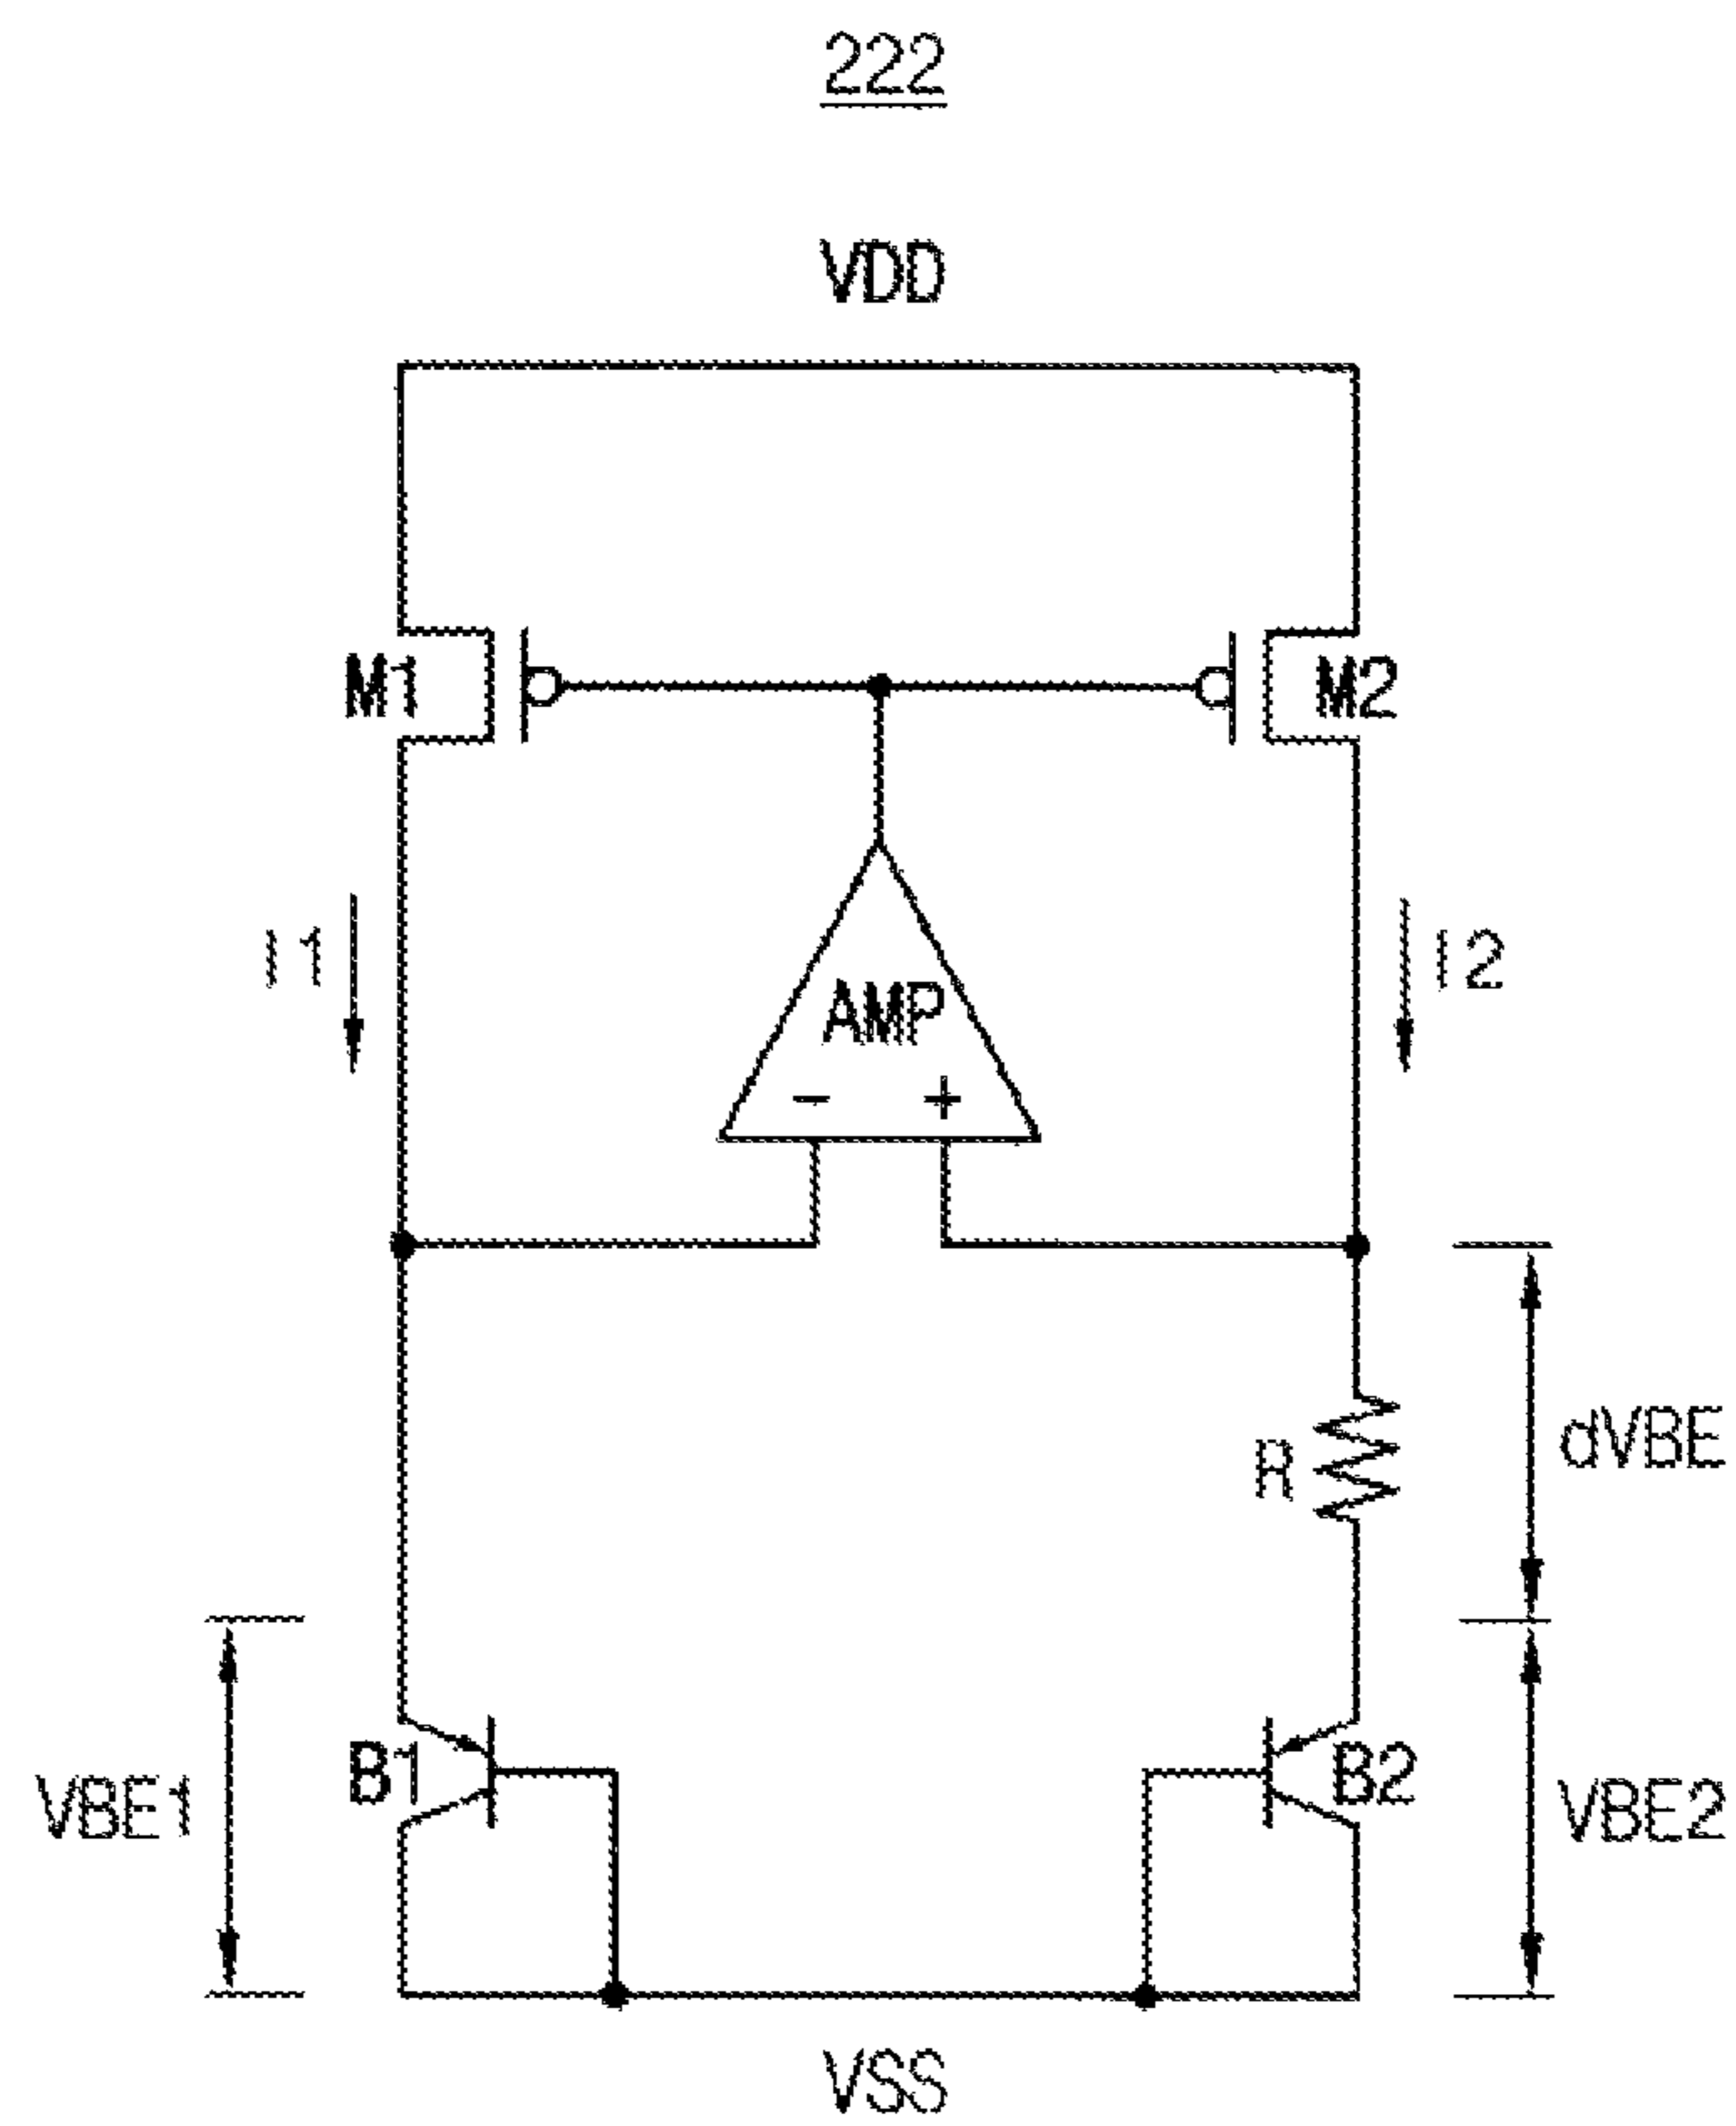 222
VDD
M1
M2
I1
I2
AMP
- +
R
dVBE
B1
B2
VBE1
VBE2
VSS